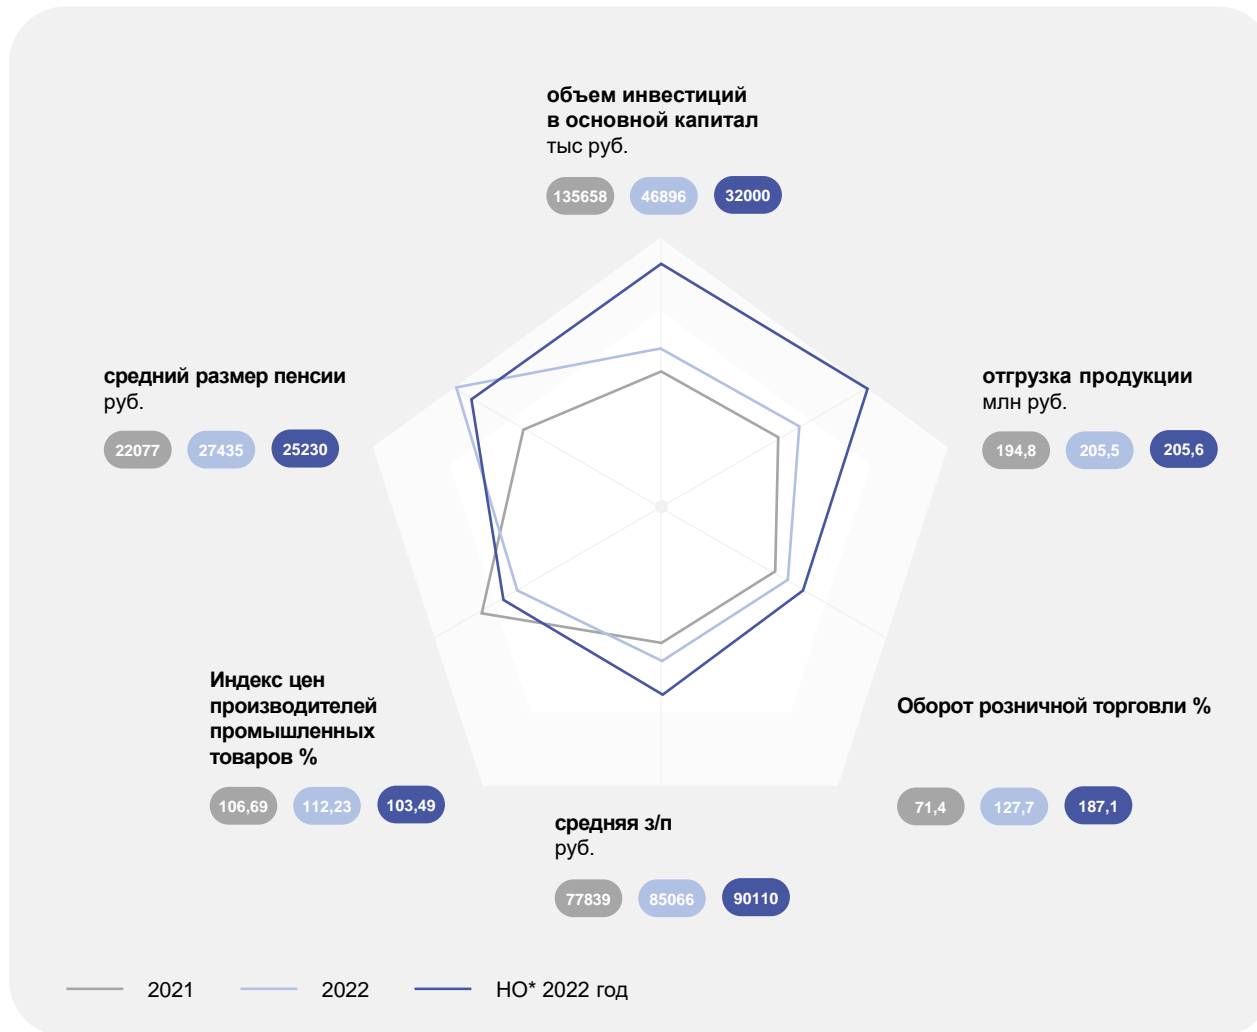 объем инвестиций
в основной капитал
тыс руб.
135658 46896 32000
средний размер пенсии
руб.
22077 27435 25230
отгрузка продукции
млн руб.
194,8 205,5 205,6
Индекс цен
производителей
промышленных
товаров %
106,69 112,23 103,49
Оборот розничной торговли %
71,4 127,7 187,1
средняя з/п
руб.
77839 85066 90110
2021 2022 НО* 2022 год